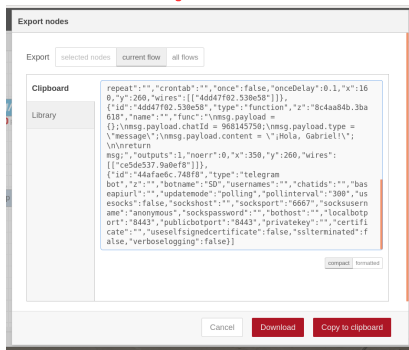 Export nodes
Export selected nodes current flow all flows
Clipboard
Library
repeat":"","crontab":"","once":false,"onceDelay":0.1,"x":16
0,"y":260,"wires":[["4dd47f02.530e58"]]},
{"id":"4dd47f02.530e58","type":"function","z":"8c4aa84b.3ba
618","name":"","func":"\nmsg.payload =
{};\nmsg.payload.chatId = 968145750;\nmsg.payload.type =
\"message\";\nmsg.payload.content = \"¡Hola, Gabriel!\";
\n\nreturn
msg;","outputs":1,"noerr":0,"x":350,"y":260,"wires":
[["ce5de537.9a0ef8"]]},
{"id":"44afae6c.748f8","type":"telegram
bot","z":"","botname":"SD","usernames":"","chatids":"","bas
eapiurl":"","updatemode":"polling","pollinterval":"300","us
esocks":false,"sockshost":"","socksport":"6667","socksusern
ame":"anonymous","sockspassword":"","bothost":"","localbotp
ort":"8443","publicbotport":"8443","privatekey":"","certifi
cate":"","useselfsignedcertificate":false,"sslterminated":f
alse,"verboselogging":false}]
compact formatted
Cancel Download Copy to clipboard